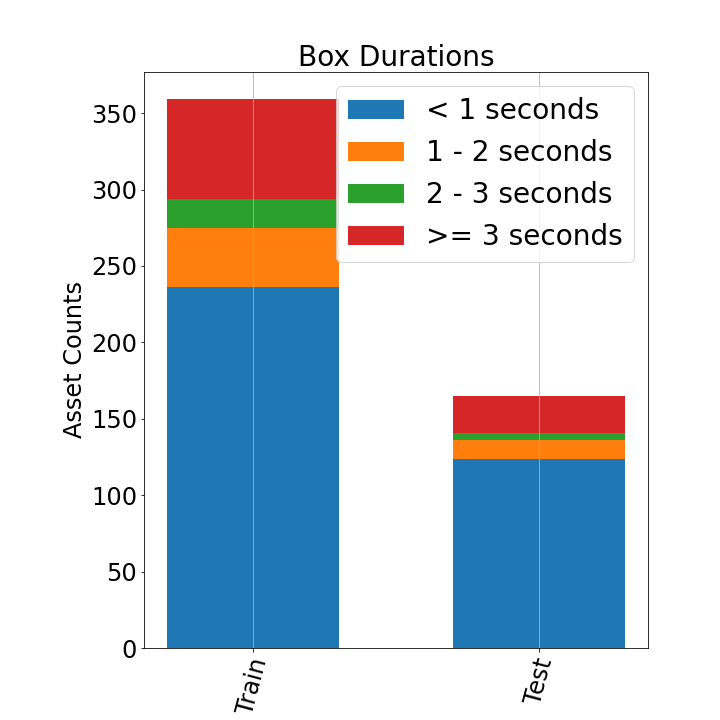 Box Durations
< 1 seconds
1 - 2 seconds
2 - 3 seconds
>= 3 seconds
Asset Counts
350
300
250
200
150
100
50
0
Train
Test